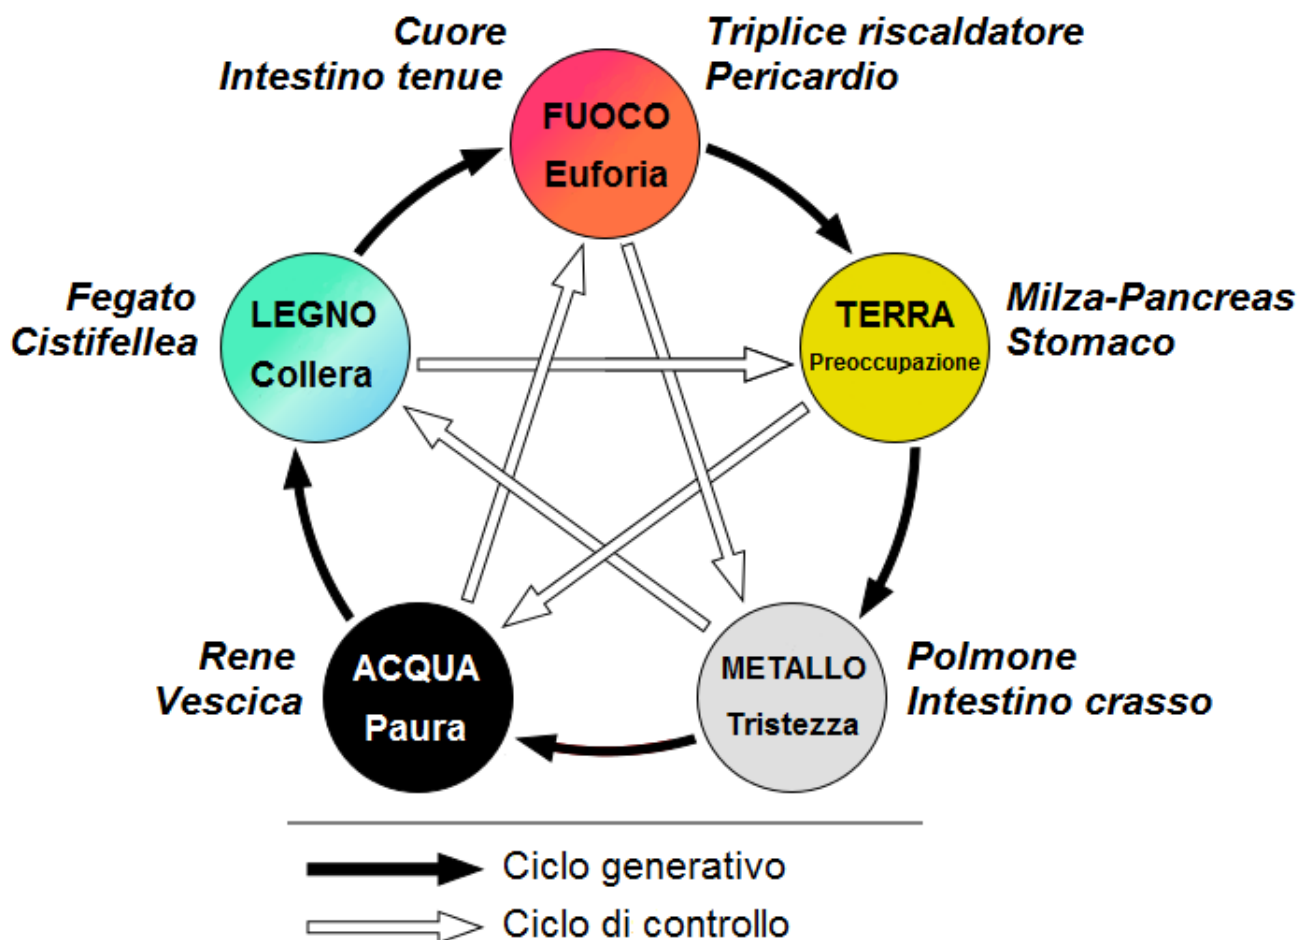 Cuore
Intestino tenue
Triplice riscaldatore
Pericardio
FUOCO
Euforia
Fegato
Cistifellea
LEGNO
Collera
TERRA
Preoccupazione
Milza-Pancreas
Stomaco
Rene
Vescica
ACQUA
Paura
METALLO
Tristezza
Polmone
Intestino crasso
Ciclo generativo
Ciclo di controllo